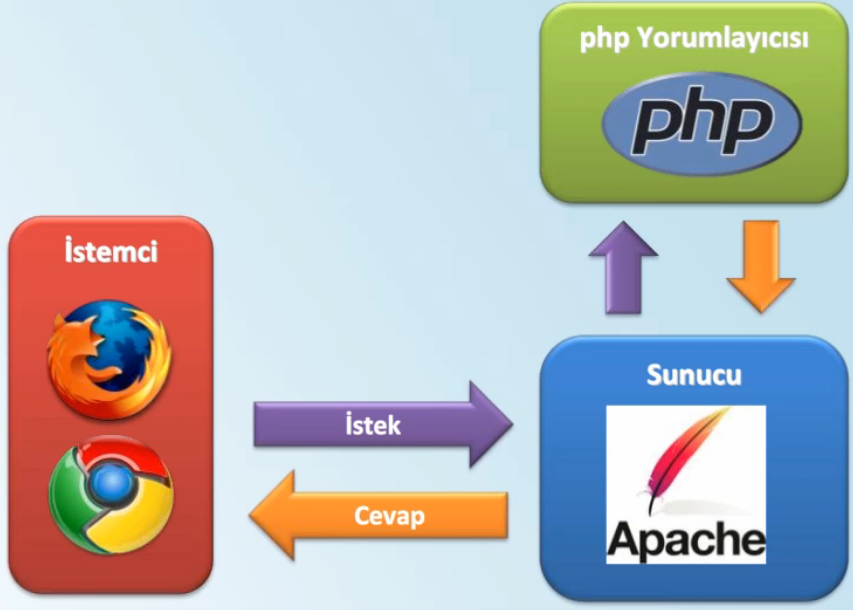 php Yorumlayıcısı
php
İstemci
İstek
Cevap
Sunucu
Apache